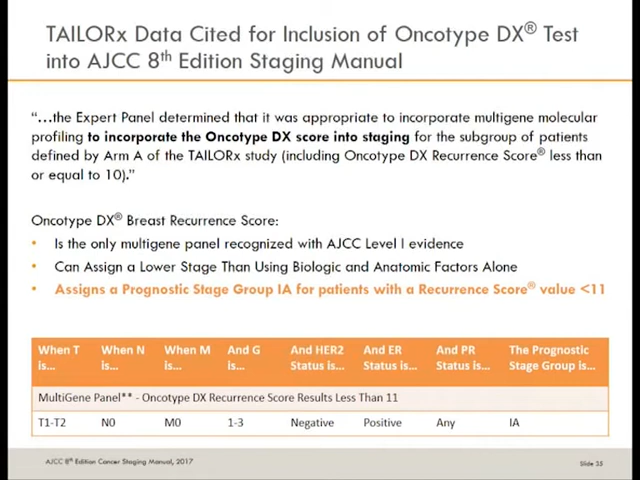 TAILORx Data Cited for Inclusion of Oncotype DX® Test
into AJCC 8th Edition Staging Manual
“…the Expert Panel determined that it was appropriate to incorporate multigene molecular
profiling to incorporate the Oncotype DX score into staging for the subgroup of patients
defined by Arm A of the TAILORx study (including Oncotype DX Recurrence Score® less than
or equal to 10).”
Oncotype DX® Breast Recurrence Score:
• Is the only multigene panel recognized with AJCC Level I evidence
• Can Assign a Lower Stage Than Using Biologic and Anatomic Factors Alone
• Assigns a Prognostic Stage Group IA for patients with a Recurrence Score® value <11
When T When N When M And G And HER2 And ER And PR The Prognostic
is… is… is… is… Status is… Status is… Status is… Stage Group is…
MultiGene Panel** - Oncotype DX Recurrence Score Results Less Than 11
T1-T2 N0 M0 1-3 Negative Positive Any IA
AJCC 8th Edition Cancer Staging Manual, 2017
Slide 35